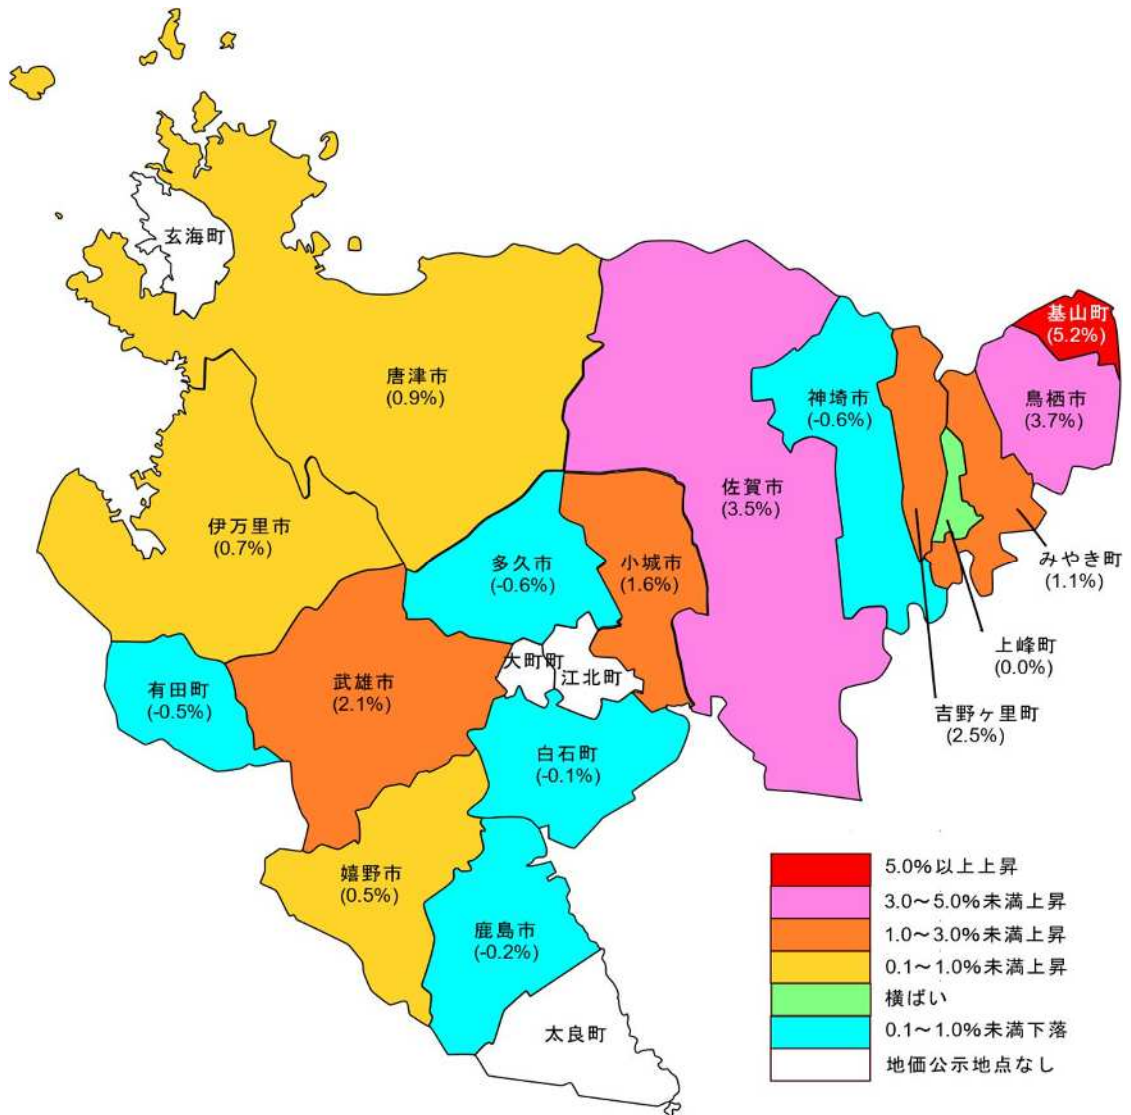 玄海町
基山町
(5.2%)
唐津市
(0.9%)
神埼市
(-0.6%)
鳥栖市
(3.7%)
佐賀市
(3.5%)
伊万里市
(0.7%)
多久市
(-0.6%)
小城市
(1.6%)
みやき町
(1.1%)
上峰町
(0.0%)
大町町
江北町
有田町
(-0.5%)
武雄市
(2.1%)
吉野ヶ里町
(2.5%)
白石町
(-0.1%)
嬉野市
(0.5%)
鹿島市
(-0.2%)
太良町
5.0%以上上昇
3.0～5.0%未満上昇
1.0～3.0%未満上昇
0.1～1.0%未満上昇
横ばい
0.1～1.0%未満下落
地価公示地点なし